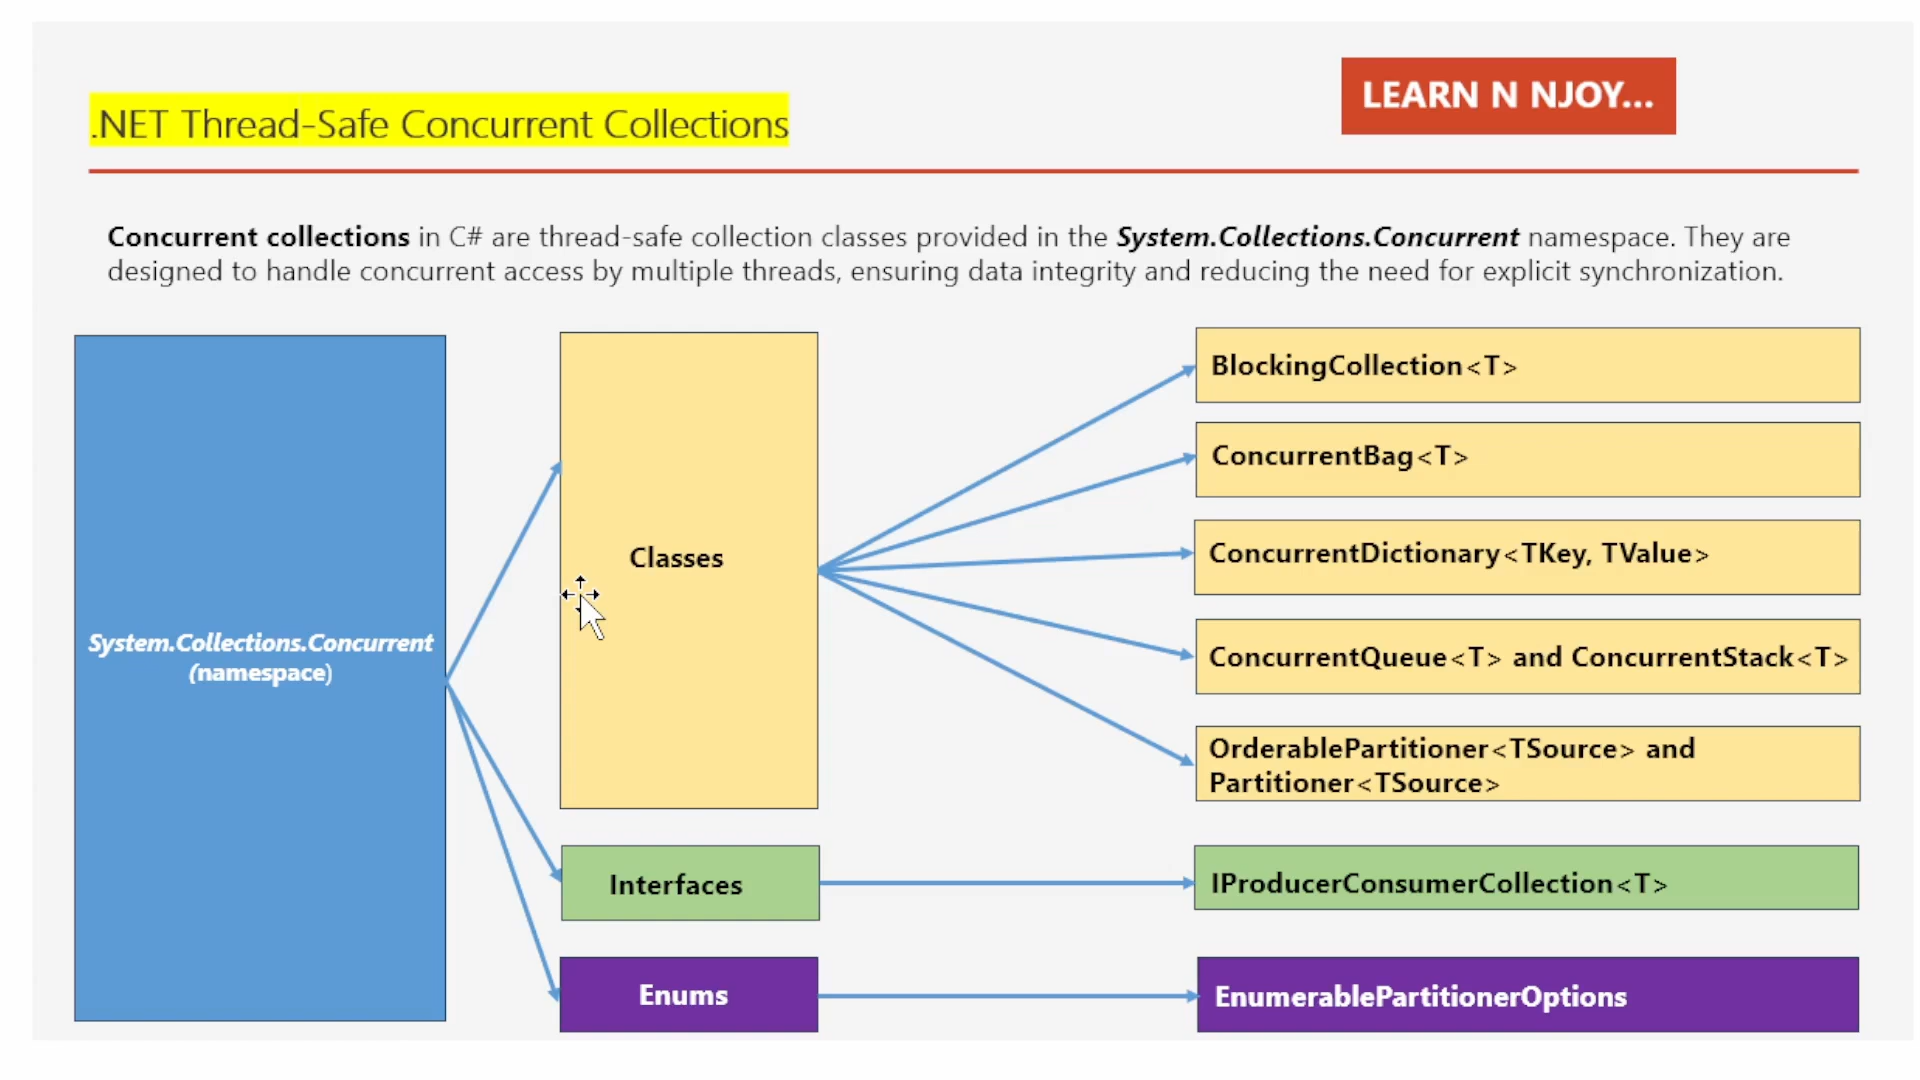 .NET Thread-Safe Concurrent Collections
LEARN N NJOY...
Concurrent collections in C# are thread-safe collection classes provided in the System.Collections.Concurrent namespace. They are
designed to handle concurrent access by multiple threads, ensuring data integrity and reducing the need for explicit synchronization.
System.Collections.Concurrent
(namespace)
Classes
BlockingCollection<T>
ConcurrentBag<T>
ConcurrentDictionary<TKey, TValue>
ConcurrentQueue<T> and ConcurrentStack<T>
OrderablePartitioner<TSource> and
Partitioner<TSource>
Interfaces
IProducerConsumerCollection<T>
Enums
EnumerablePartitionerOptions